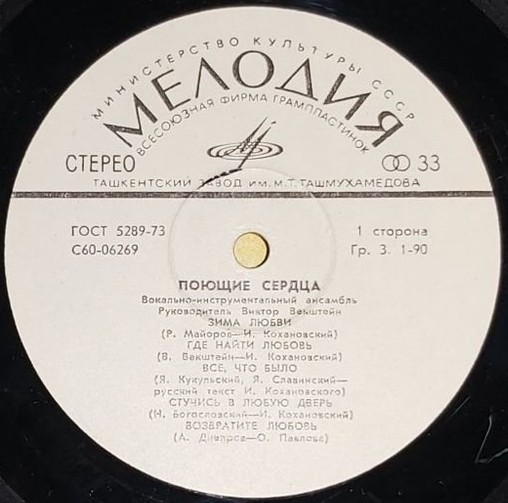 МИНИСТЕРСТВО КУЛЬТУРЫ СССР
МЕЛОДИЯ
ВСЕСОЮЗНАЯ ФИРМА ГРАМПЛАСТИНОК
СТЕРЕО 33
ТАШКЕНТСКИЙ ЗАВОД ИМ. М.Т. ТАШМУХАМЕДОВА
ГОСТ 5289-73 1 сторона
С60-06269 Гр. 3. 1-90
ПОЮЩИЕ СЕРДЦА
Вокально-инструментальный ансамбль
Руководитель Виктор Векштейн
ЗИМА ЛЮБВИ
(Р. Майоров—И. Кохановский)
ГДЕ НАЙТИ ЛЮБОВЬ
(В. Векштейн—И. Кохановский)
ВСЕ, ЧТО БЫЛО
(Я. Кукульский, Я. Славинский—
русский текст И. Кохановского)
СТУЧИСЬ В ЛЮБУЮ ДВЕРЬ
(Н. Богословский—И. Кохановский)
ВОЗВРАТИТЕ ЛЮБОВЬ
(А. Днепров—О. Павлова)